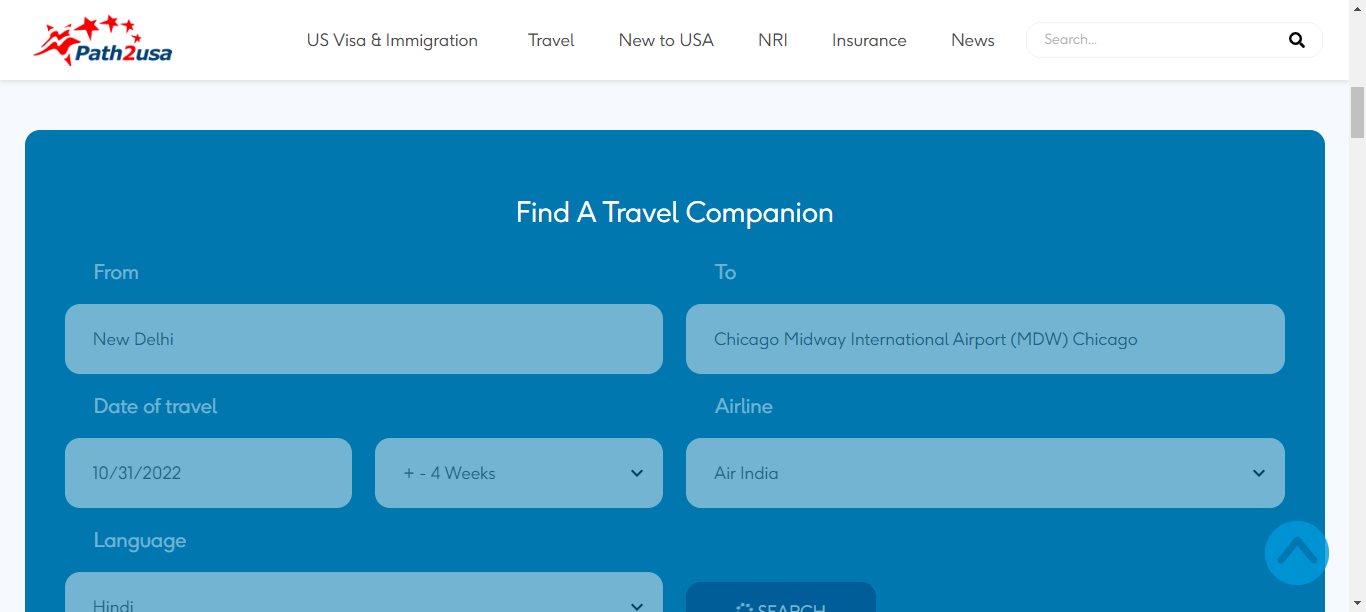 Path2usa
US Visa & Immigration
Travel
New to USA
NRI
Insurance
News
Search...
Find A Travel Companion
From
To
New Delhi
Chicago Midway International Airport (MDW) Chicago
Date of travel
Airline
10/31/2022
+ - 4 Weeks
Air India
Language
Hindi
SEARCH